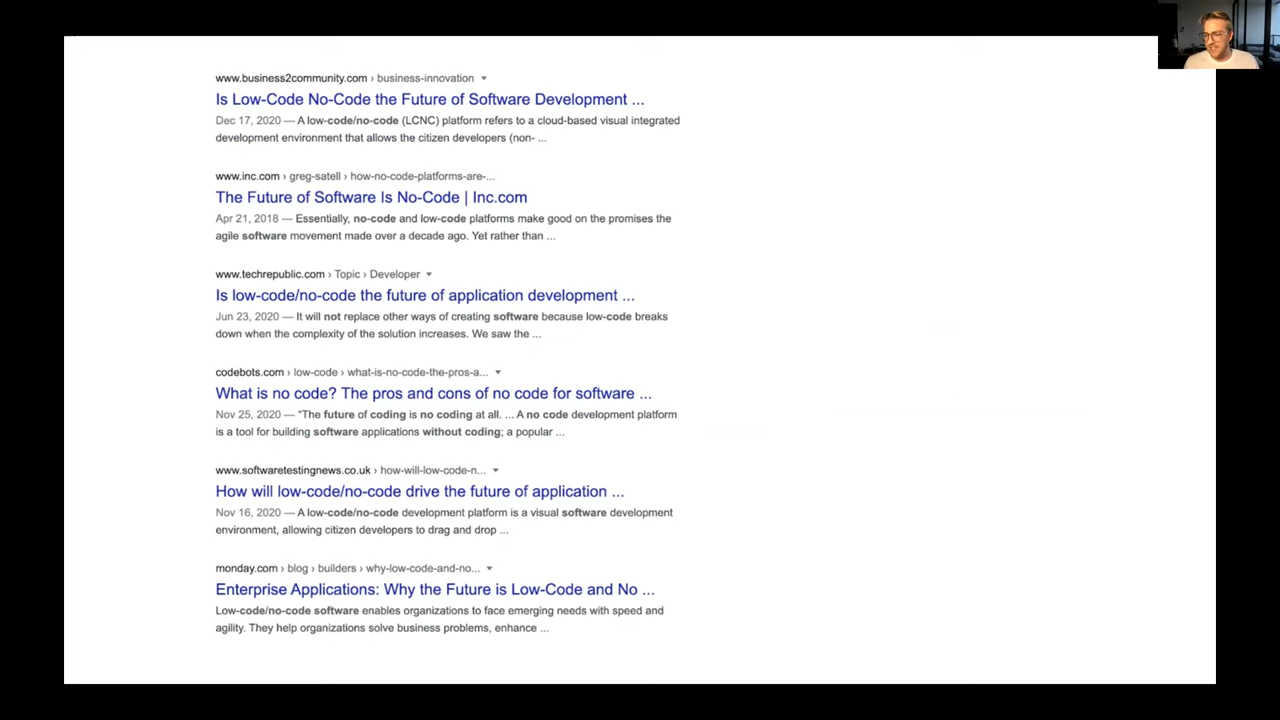 www.business2community.com › business-innovation
Is Low-Code No-Code the Future of Software Development ...
Dec 17, 2020 — A low-code/no-code (LCNC) platform refers to a cloud-based visual integrated
development environment that allows the citizen developers (non- ...
www.inc.com › greg-satell › how-no-code-platforms-are-...
The Future of Software Is No-Code | Inc.com
Apr 21, 2018 — Essentially, no-code and low-code platforms make good on the promises the
agile software movement made over a decade ago. Yet rather than ...
www.techrepublic.com › Topic › Developer
Is low-code/no-code the future of application development ...
Jun 23, 2020 — It will not replace other ways of creating software because low-code breaks
down when the complexity of the solution increases. We saw the ...
codebots.com › low-code › what-is-no-code-the-pros-a...
What is no code? The pros and cons of no code for software ...
Nov 25, 2020 — “The future of coding is no coding at all. ... A no code development platform
is a tool for building software applications without coding; a popular ...
www.softwaretestingnews.co.uk › how-will-low-code-n...
How will low-code/no-code drive the future of application ...
Nov 16, 2020 — A low-code/no-code development platform is a visual software development
environment, allowing citizen developers to drag and drop ...
monday.com › blog › builders › why-low-code-and-no...
Enterprise Applications: Why the Future is Low-Code and No ...
Low-code/no-code software enables organizations to face emerging needs with speed and
agility. They help organizations solve business problems, enhance ...